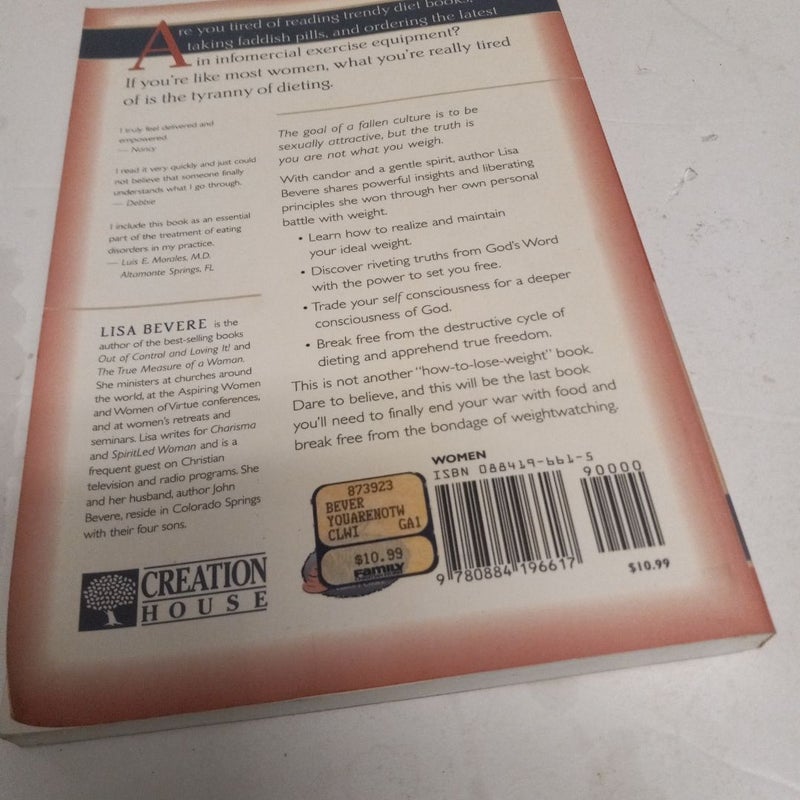 Are you tired of reading trendy diet books,
taking faddish pills, and ordering the latest
in infomercial exercise equipment?
If you're like most women, what you're really tired
of is the tyranny of dieting.
I truly feel delivered and
empowered.
— Nancy
I read it very quickly and just could
not believe that someone finally
understands what I go through.
— Debbie
I include this book as an essential
part of the treatment of eating
disorders in my practice.
— Luis E. Morales, M.D.
Altamonte Springs, FL
LISA BEVERE is the
author of the best-selling books
Out of Control and Loving It! and
The True Measure of a Woman.
She ministers at churches around
the world, at the Aspiring Women
and Women of Virtue conferences,
and at women's retreats and
seminars. Lisa writes for Charisma
and SpiritLed Woman and is a
frequent guest on Christian
television and radio programs. She
and her husband, author John
Bevere, reside in Colorado Springs
with their four sons.
CREATION
HOUSE
The goal of a fallen culture is to be
sexually attractive, but the truth is
you are not what you weigh.
With candor and a gentle spirit, author Lisa
Bevere shares powerful insights and liberating
principles she won through her own personal
battle with weight.
• Learn how to realize and maintain
your ideal weight.
• Discover riveting truths from God's Word
with the power to set you free.
• Trade your self consciousness for a deeper
consciousness of God.
• Break free from the destructive cycle of
dieting and apprehend true freedom.
This is not another "how-to-lose-weight" book.
Dare to believe, and this will be the last book
you'll need to finally end your war with food and
break free from the bondage of weightwatching.
873923
BEVER
YOUARENOTW
CLWI GA1
$10.99
FAMILY
WOMEN
ISBN 088419-661-5
90000
9 780884 196617
$10.99